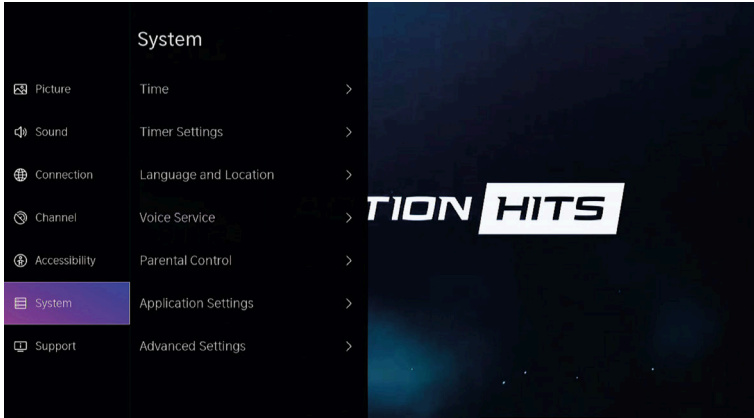 System
Picture
Time
Sound
Timer Settings
Connection
Language and Location
Channel
Voice Service
Accessibility
Parental Control
System
Application Settings
Support
Advanced Settings
TION HITS